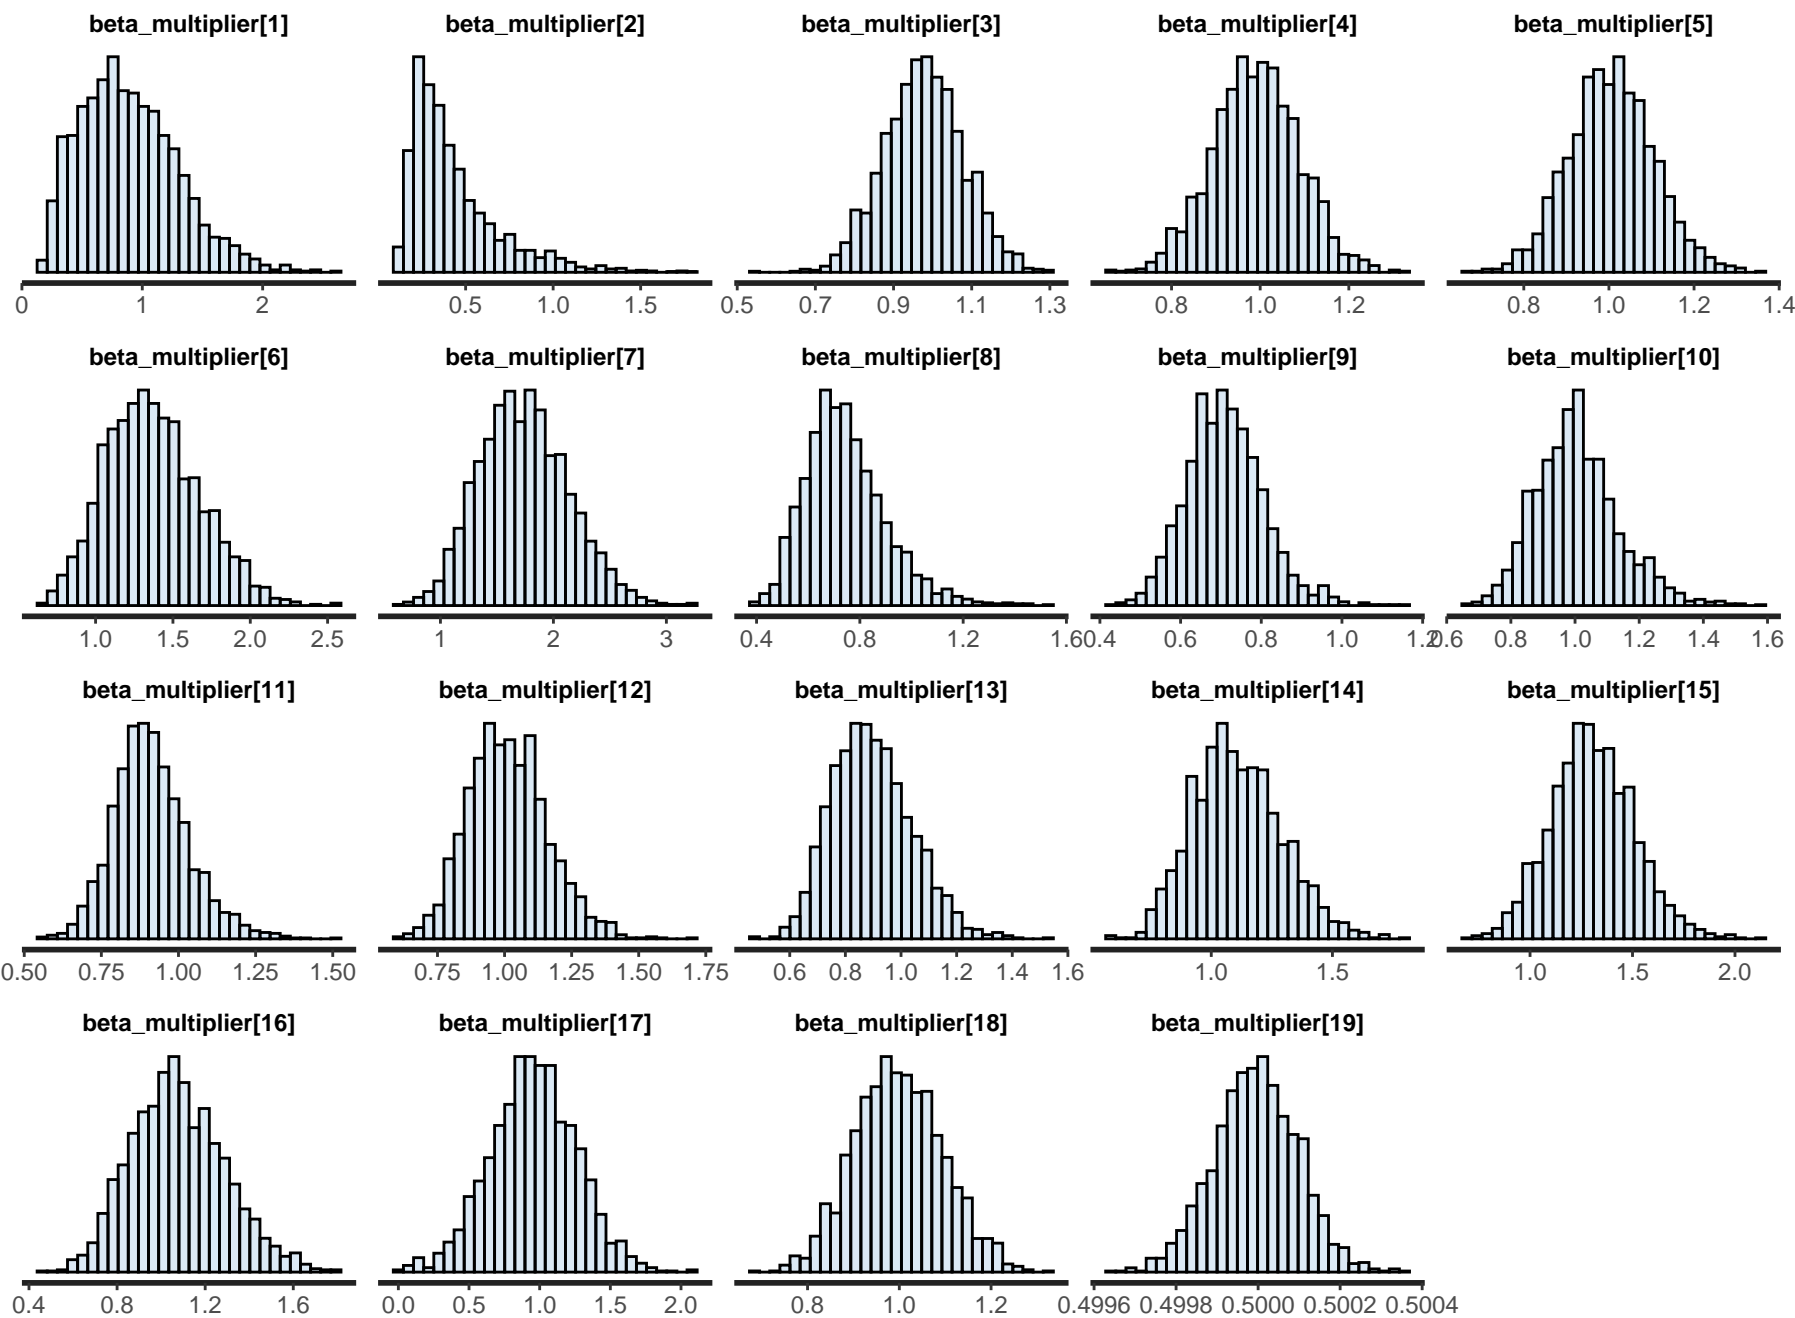 beta_multiplier[1] beta_multiplier[2] beta_multiplier[3] beta_multiplier[4] beta_multiplier[5]
0 1 2 0.5 1.0 1.5 0.5 0.7 0.9 1.1 1.3 0.8 1.0 1.2 0.8 1.0 1.2 1.4
beta_multiplier[6] beta_multiplier[7] beta_multiplier[8] beta_multiplier[9] beta_multiplier[10]
1.0 1.5 2.0 2.5 1 2 3 0.4 0.8 1.2 1.6 0.4 0.6 0.8 1.0 1.2 0.6 0.8 1.0 1.2 1.4 1.6
beta_multiplier[11] beta_multiplier[12] beta_multiplier[13] beta_multiplier[14] beta_multiplier[15]
0.50 0.75 1.00 1.25 1.50 0.75 1.00 1.25 1.50 1.75 0.6 0.8 1.0 1.2 1.4 1.6 1.0 1.5 1.0 1.5 2.0
beta_multiplier[16] beta_multiplier[17] beta_multiplier[18] beta_multiplier[19]
0.4 0.8 1.2 1.6 0.0 0.5 1.0 1.5 2.0 0.8 1.0 1.2 0.4996 0.4998 0.5000 0.5002 0.5004